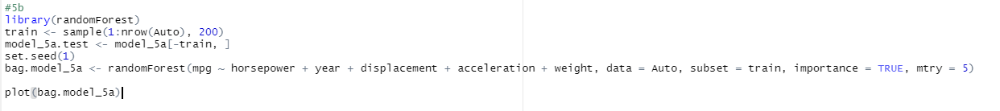 #5b
library(randomForest)
train <- sample(1:nrow(Auto), 200)
model_5a.test <- model_5a[-train, ]
set.seed(1)
bag.model_5a <- randomForest(mpg ~ horsepower + year + displacement + acceleration + weight, data = Auto, subset = train, importance = TRUE, mtry = 5)
plot(bag.model_5a)